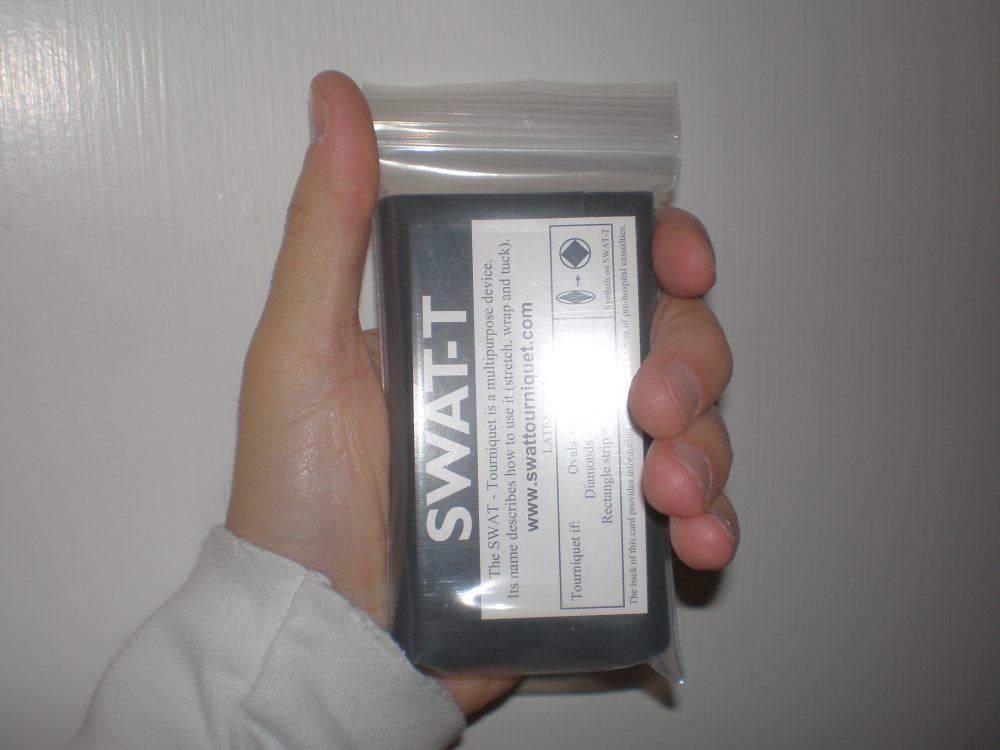 SWAT-T
The SWAT - Tourniquet is a multipurpose device.
Its name describes how to use it (stretch, wrap and tuck).
www.swattourniquet.com
LATEX
Tourniquet if:
Ovals
Diamonds
Rectangle strip =
Symbols on SWAT-T
The back of this card provides information of pre-hospital casualties.